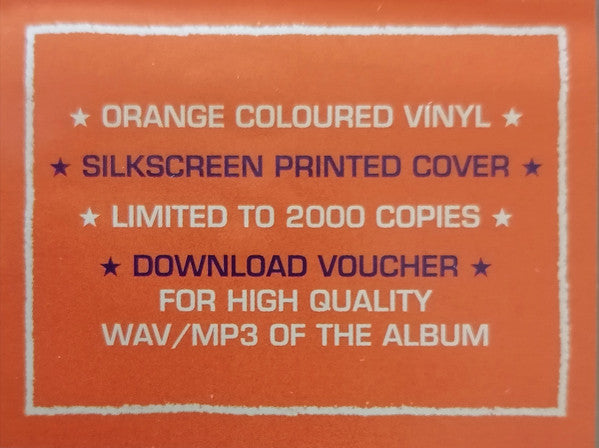 ★ ORANGE COLOURED VINYL ★
★ SILKSCREEN PRINTED COVER ★
★ LIMITED TO 2000 COPIES ★
★ DOWNLOAD VOUCHER ★
FOR HIGH QUALITY
WAV/MP3 OF THE ALBUM